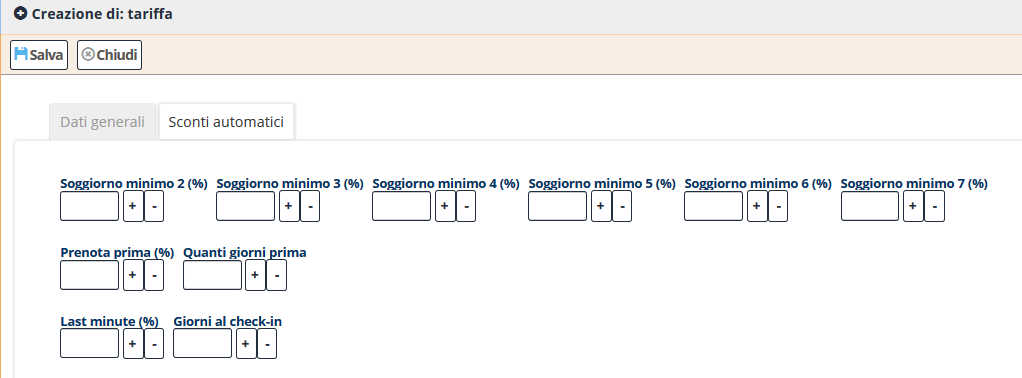 Creazione di: tariffa
Salva Chiudi
Dati generali Sconti automatici
Soggiorno minimo 2 (%) Soggiorno minimo 3 (%) Soggiorno minimo 4 (%) Soggiorno minimo 5 (%) Soggiorno minimo 6 (%) Soggiorno minimo 7 (%)
+ - + - + - + - + - + -
Prenota prima (%) Quanti giorni prima
+ - + -
Last minute (%) Giorni al check-in
+ - + -